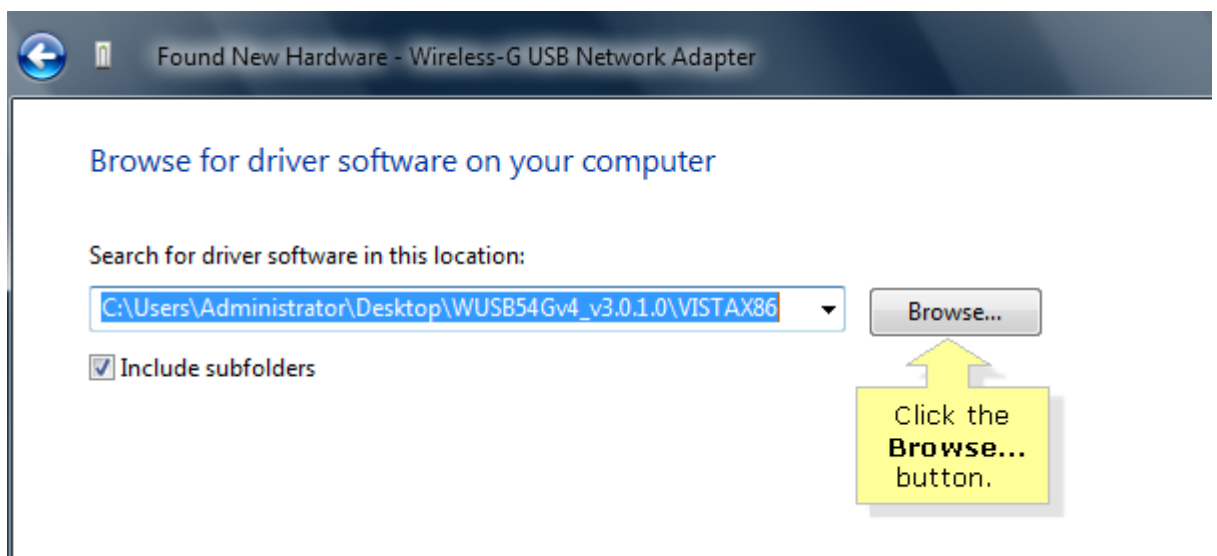 Found New Hardware - Wireless-G USB Network Adapter
Browse for driver software on your computer
Search for driver software in this location:
C:\Users\Administrator\Desktop\WUSB54Gv4_v3.0.1.0\VISTAX86
Browse...
Include subfolders
Click the
Browse...
button.